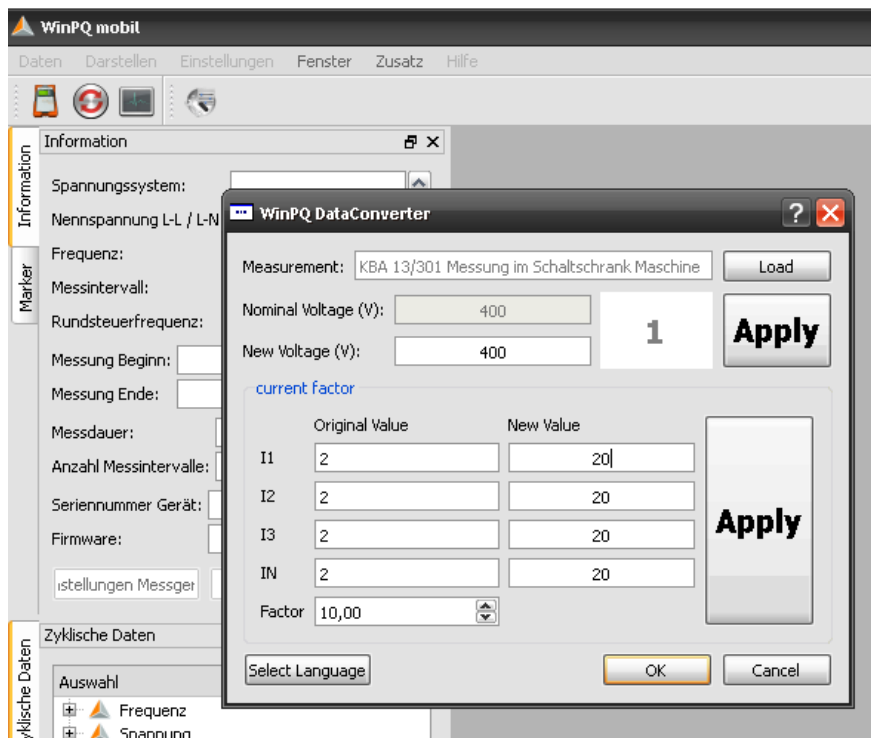 WinPQ mobil
Daten Darstellen Einstellungen Fenster Zusatz Hilfe
Information
Information
Marker
Spannungssystem:
Nennspannung L-L / L-N
Frequenz:
Messintervall:
Rundsteuerfrequenz:
Messung Beginn:
Messung Ende:
Messdauer:
Anzahl Messintervalle:
Seriennummer Gerät:
Firmware:
ıstellungen Messger
Zyklische Daten
yklische Daten
Auswahl
Frequenz
Spannung
WinPQ DataConverter
Measurement: KBA 13/301 Messung im Schaltschrank Maschine Load
Nominal Voltage (V): 400 1 Apply
New Voltage (V): 400
current factor
Original Value New Value
I1 2 20
I2 2 20
I3 2 20
IN 2 20
Apply
Factor 10,00
Select Language OK Cancel